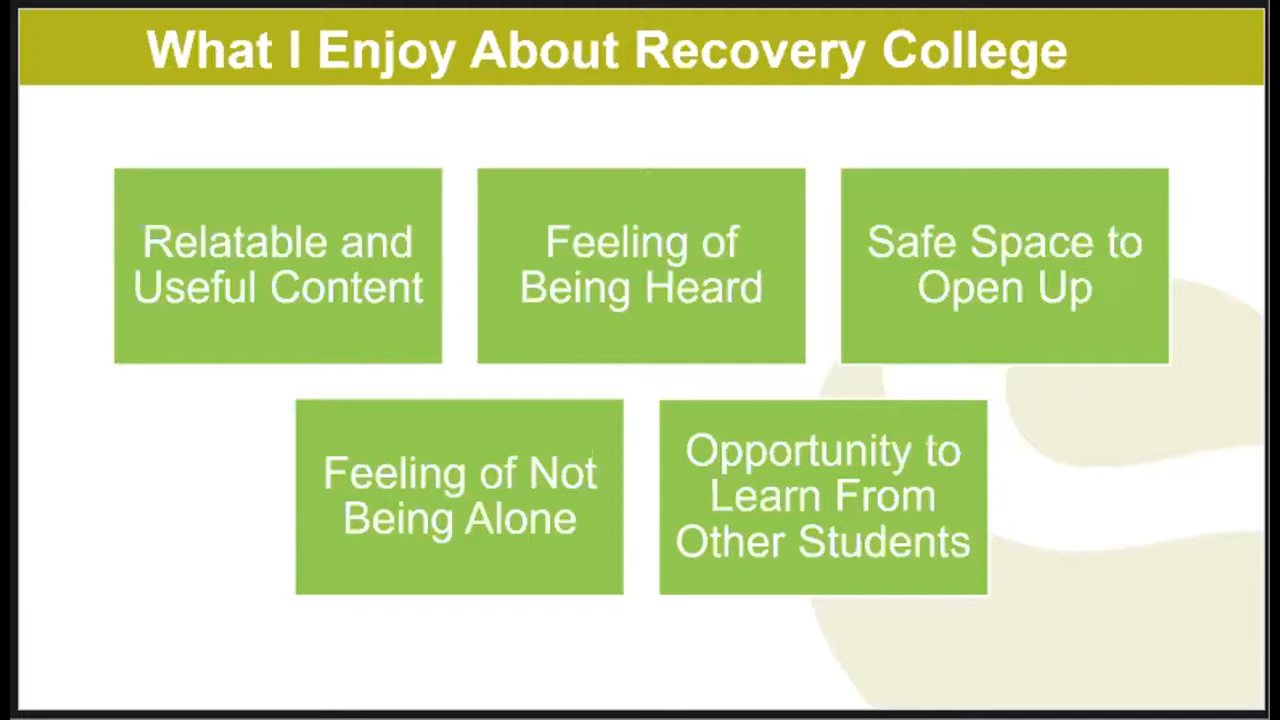 What I Enjoy About Recovery College
Relatable and
Useful Content
Feeling of
Being Heard
Safe Space to
Open Up
Feeling of Not
Being Alone
Opportunity to
Learn From
Other Students